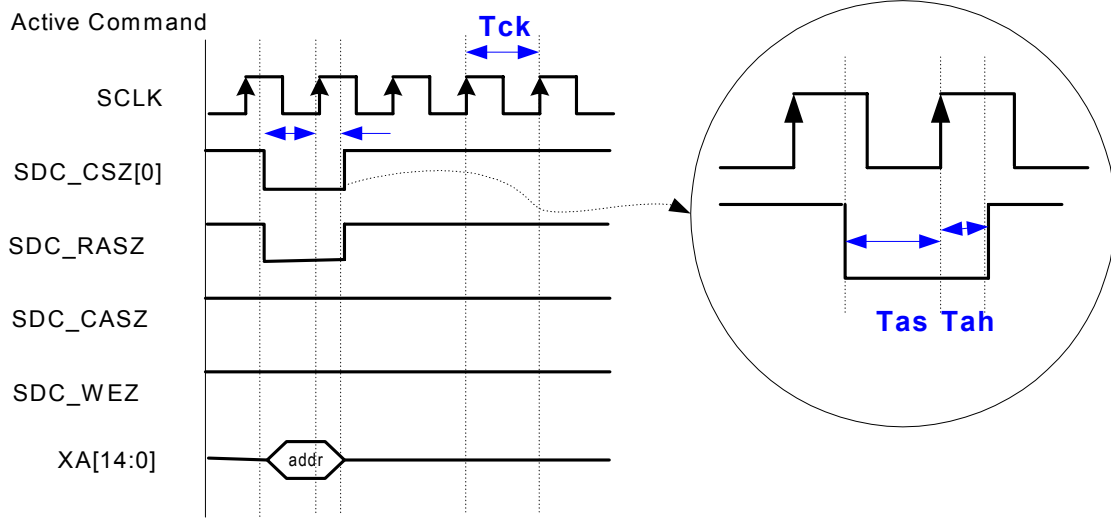 Active Command
Tck
SCLK
SDC_CSZ[0]
SDC_RASZ
Tas Tah
SDC_CASZ
SDC_WEZ
XA[14:0]
addr